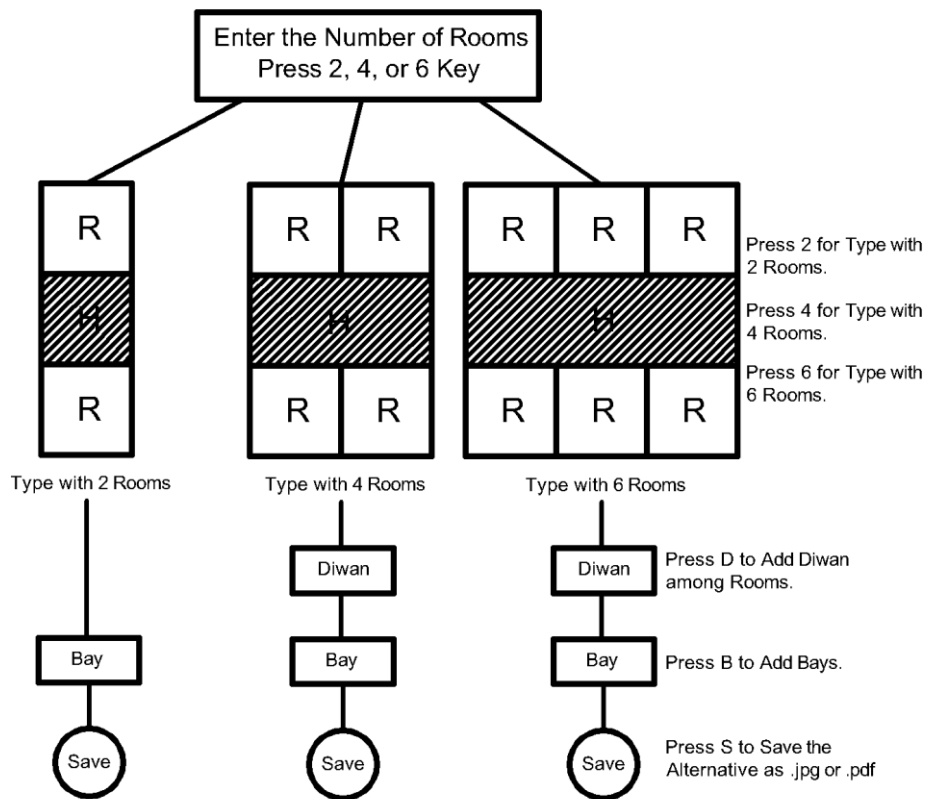 Enter the Number of Rooms
Press 2, 4, or 6 Key
R
R R
R R R
Press 2 for Type with
2 Rooms.
H
H
H
Press 4 for Type with
4 Rooms.
Press 6 for Type with
6 Rooms.
R
R R
R R R
Type with 2 Rooms
Type with 4 Rooms
Type with 6 Rooms
Diwan
Diwan
Press D to Add Diwan
among Rooms.
Bay
Bay
Bay
Press B to Add Bays.
Save
Save
Save
Press S to Save the
Alternative as .jpg or .pdf